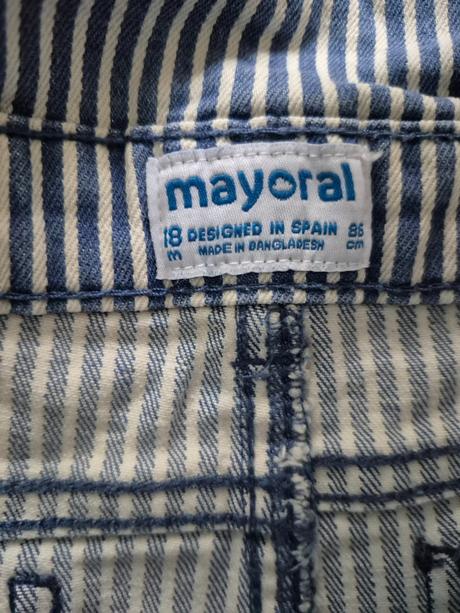 mayoral
18 DESIGNED IN SPAIN 86
m MADE IN BANGLADESH cm